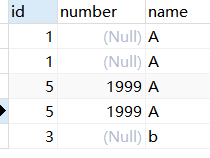 id number name
1 (Null) A
1 (Null) A
5 1999 A
5 1999 A
3 (Null) b